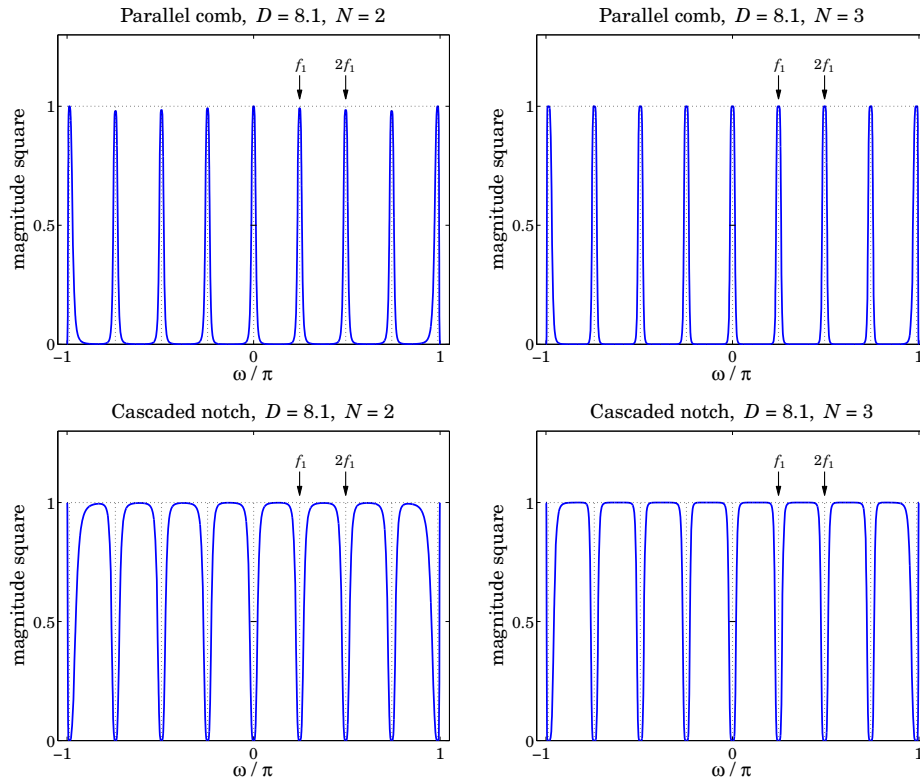 Parallel comb, D = 8.1, N = 2
f1 2f1
1
0.5
0
−1 0 1
magnitude square
ω / π
Parallel comb, D = 8.1, N = 3
f1 2f1
1
0.5
0
−1 0 1
magnitude square
ω / π
Cascaded notch, D = 8.1, N = 2
f1 2f1
1
0.5
0
−1 0 1
magnitude square
ω / π
Cascaded notch, D = 8.1, N = 3
f1 2f1
1
0.5
0
−1 0 1
magnitude square
ω / π